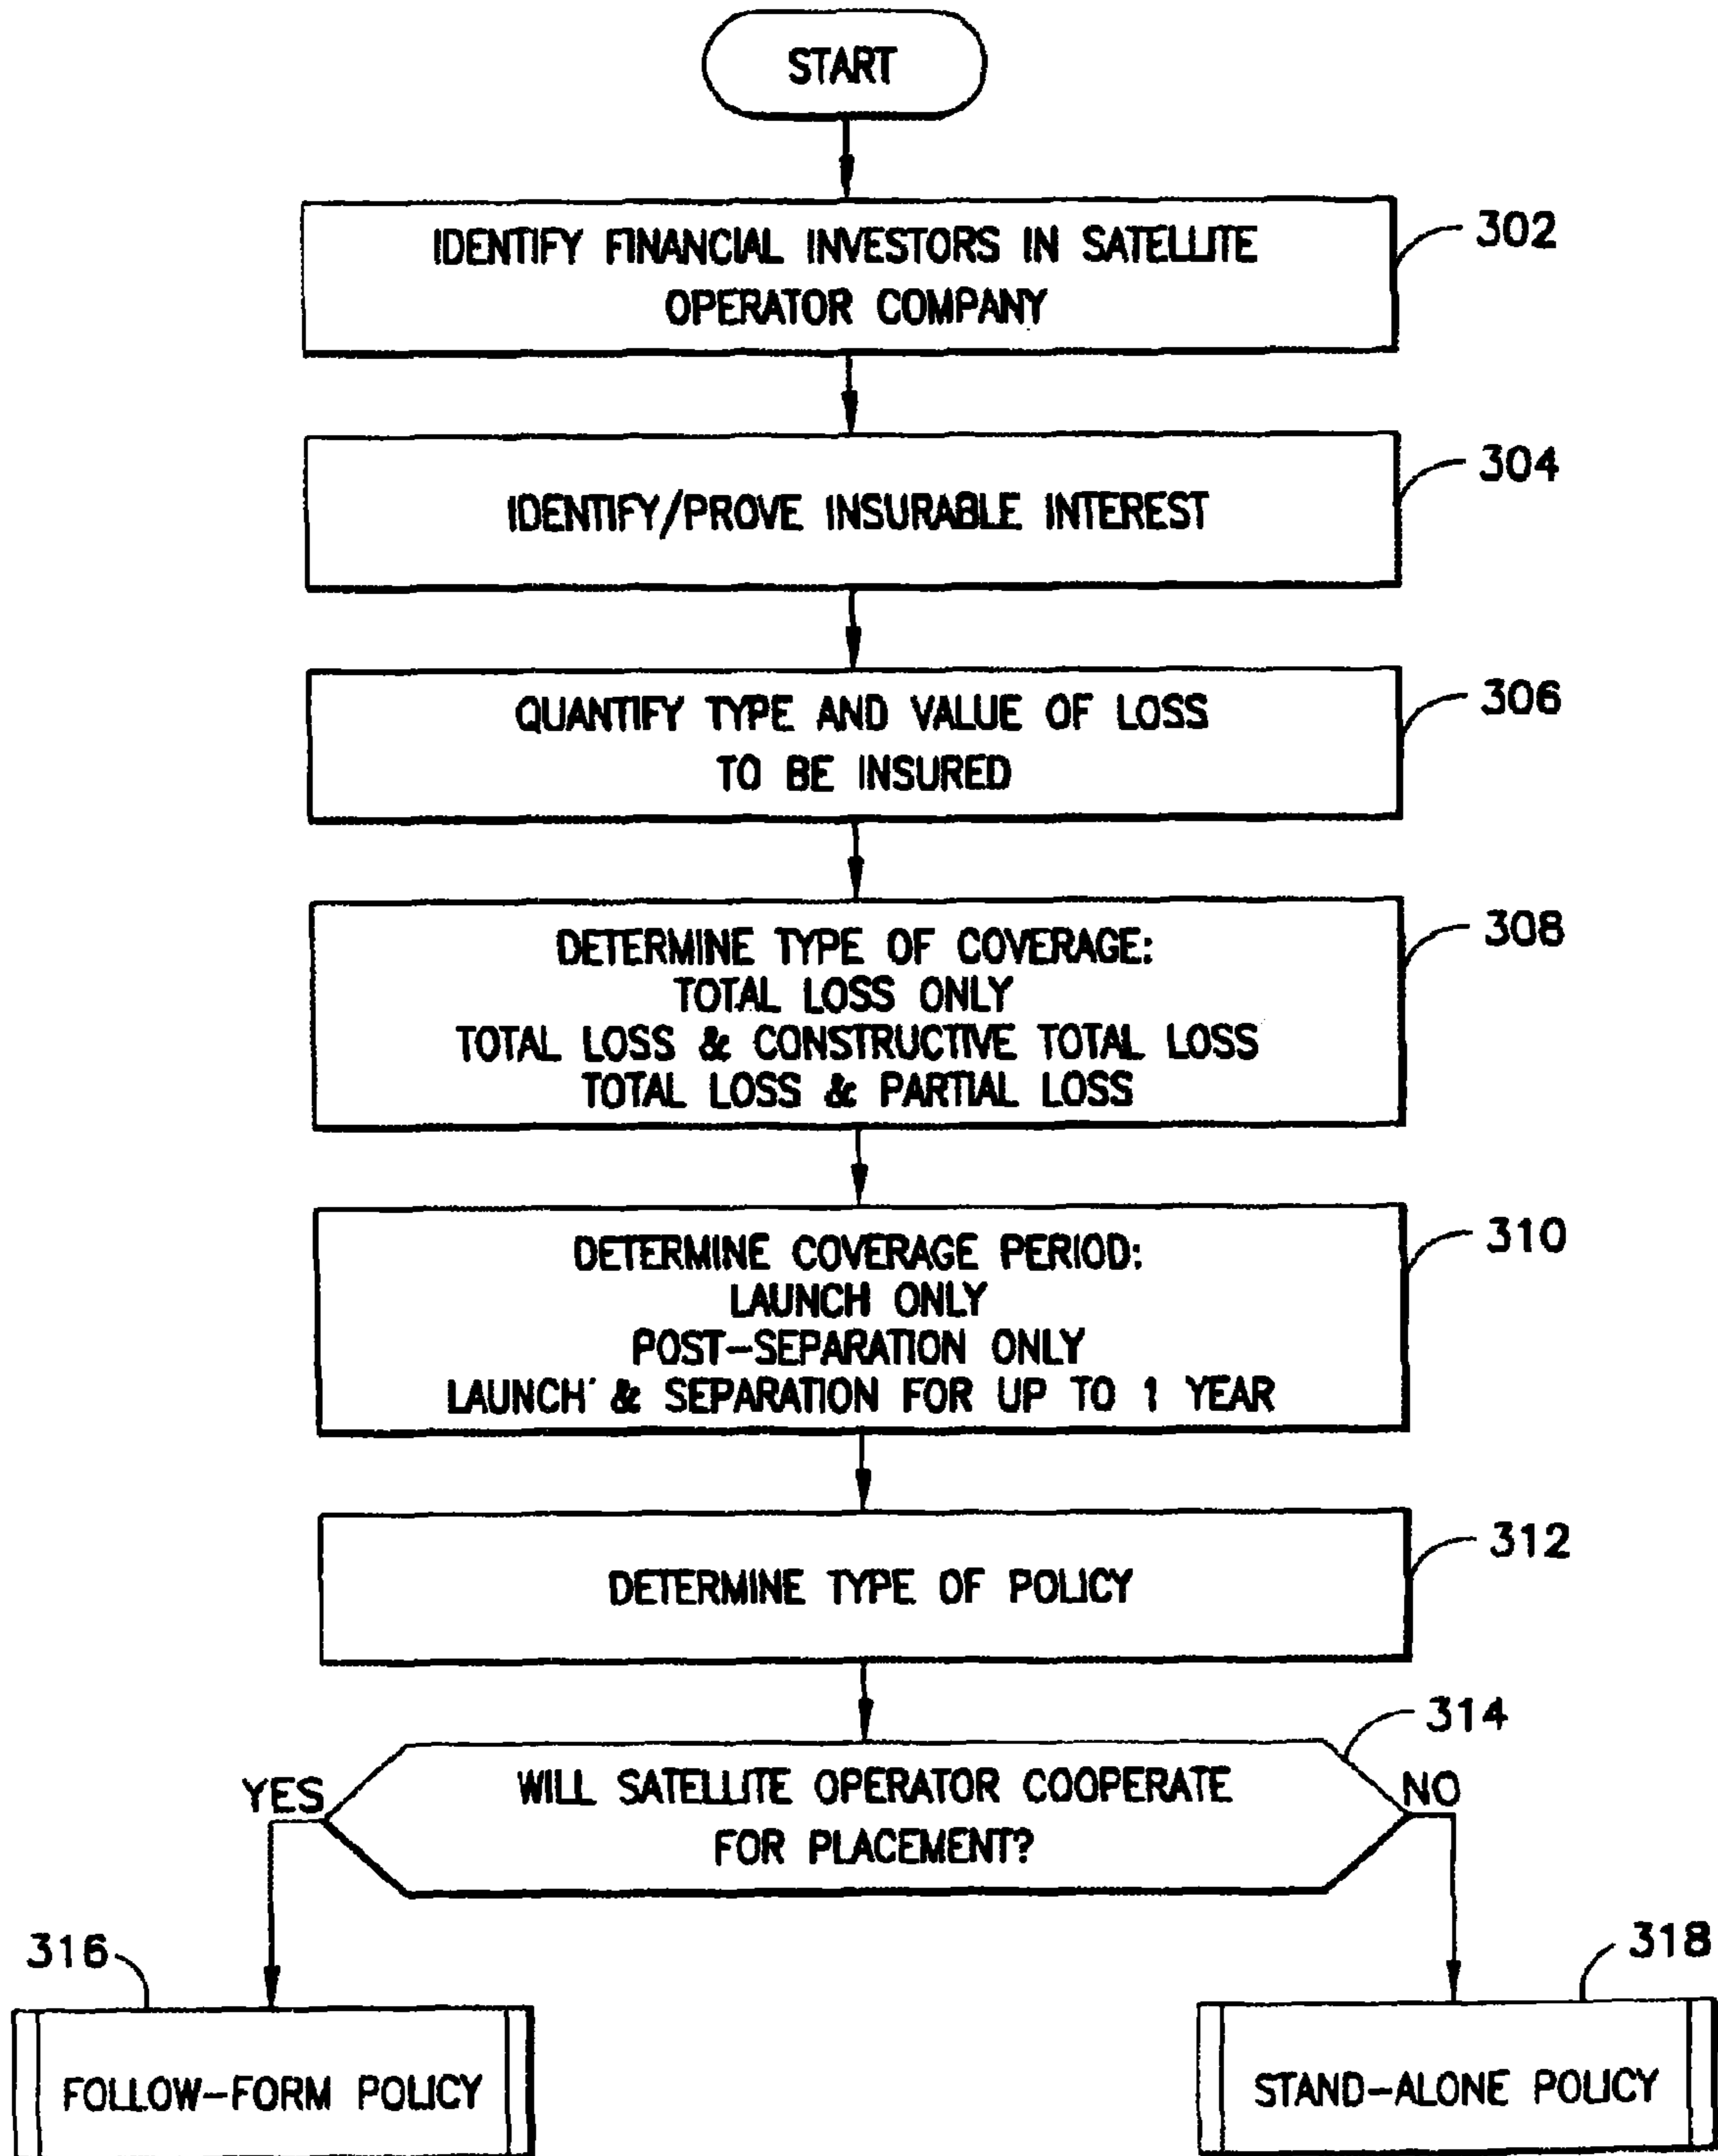 START
IDENTIFY FINANCIAL INVESTORS IN SATELLITE
OPERATOR COMPANY
302
IDENTIFY/PROVE INSURABLE INTEREST
304
QUANTIFY TYPE AND VALUE OF LOSS
TO BE INSURED
306
DETERMINE TYPE OF COVERAGE:
TOTAL LOSS ONLY
TOTAL LOSS & CONSTRUCTIVE TOTAL LOSS
TOTAL LOSS & PARTIAL LOSS
308
DETERMINE COVERAGE PERIOD:
LAUNCH ONLY
POST-SEPARATION ONLY
LAUNCH & SEPARATION FOR UP TO 1 YEAR
310
DETERMINE TYPE OF POLICY
312
314
YES
WILL SATELLITE OPERATOR COOPERATE
FOR PLACEMENT?
NO
316
FOLLOW-FORM POLICY
318
STAND-ALONE POLICY